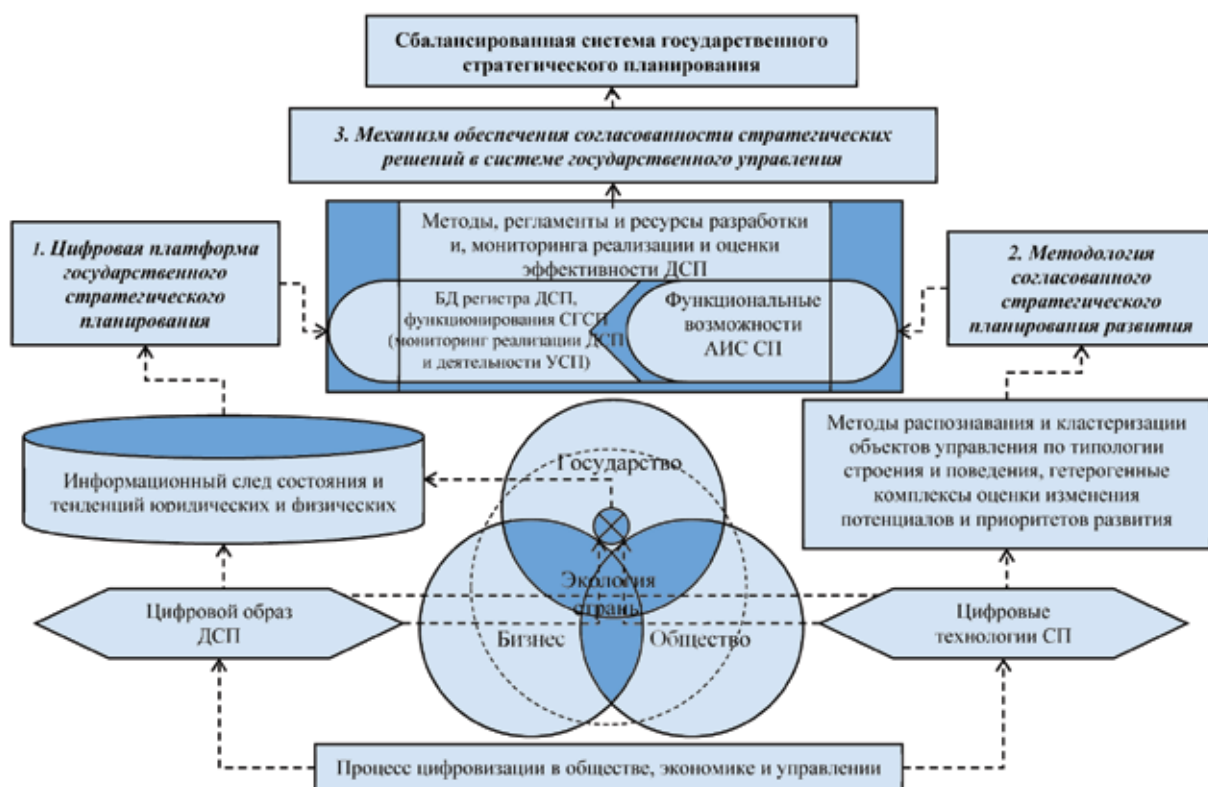 Сбалансированная система государственного
стратегического планирования
3. Механизм обеспечения согласованности стратегических
решений в системе государственного управления
Методы, регламенты и ресурсы разработки
и, мониторинга реализации и оценки
эффективности ДСП
1. Цифровая платформа
государственного
стратегического
планирования
БД регистра ДСП,
функционирования СГСП
(мониторинг реализации ДСП
и деятельности УСП)
Функциональные
возможности
АИС СП
2. Методология
согласованного
стратегического
планирования развития
Информационный след состояния и
тенденций юридических и физических
Государство
Экология
страны
Бизнес
Общество
Методы распознавания и кластеризации
объектов управления по типологии
строения и поведения, гетерогенные
комплексы оценки изменения
потенциалов и приоритетов развития
Цифровой образ
ДСП
Цифровые
технологии СП
Процесс цифровизации в обществе, экономике и управлении